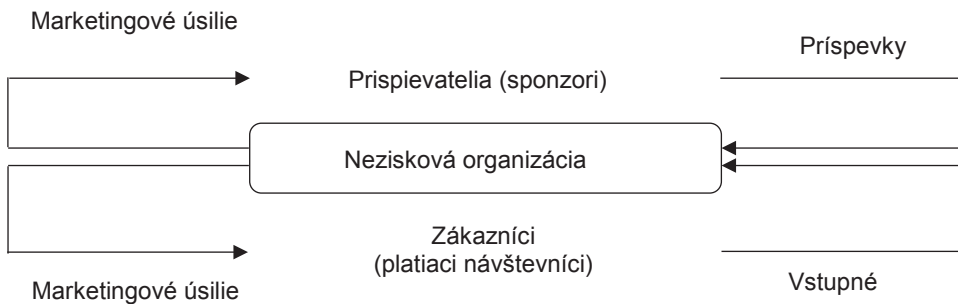 Marketingové úsilie
Príspevky
Prispievatelia (sponzori)
Nezisková organizácia
Zákazníci
(platiaci návštevníci)
Vstupné
Marketingové úsilie